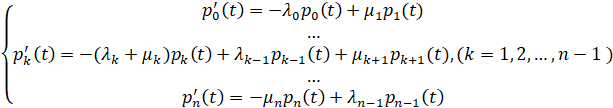 p′₀(t) = −λ₀p₀(t) + μ₁p₁(t)
…
p′ₖ(t) = −(λₖ + μₖ)pₖ(t) + λₖ₋₁pₖ₋₁(t) + μₖ₊₁pₖ₊₁(t), (k = 1, 2, … , n − 1 )
…
p′ₙ(t) = −μₙpₙ(t) + λₙ₋₁pₙ₋₁(t)